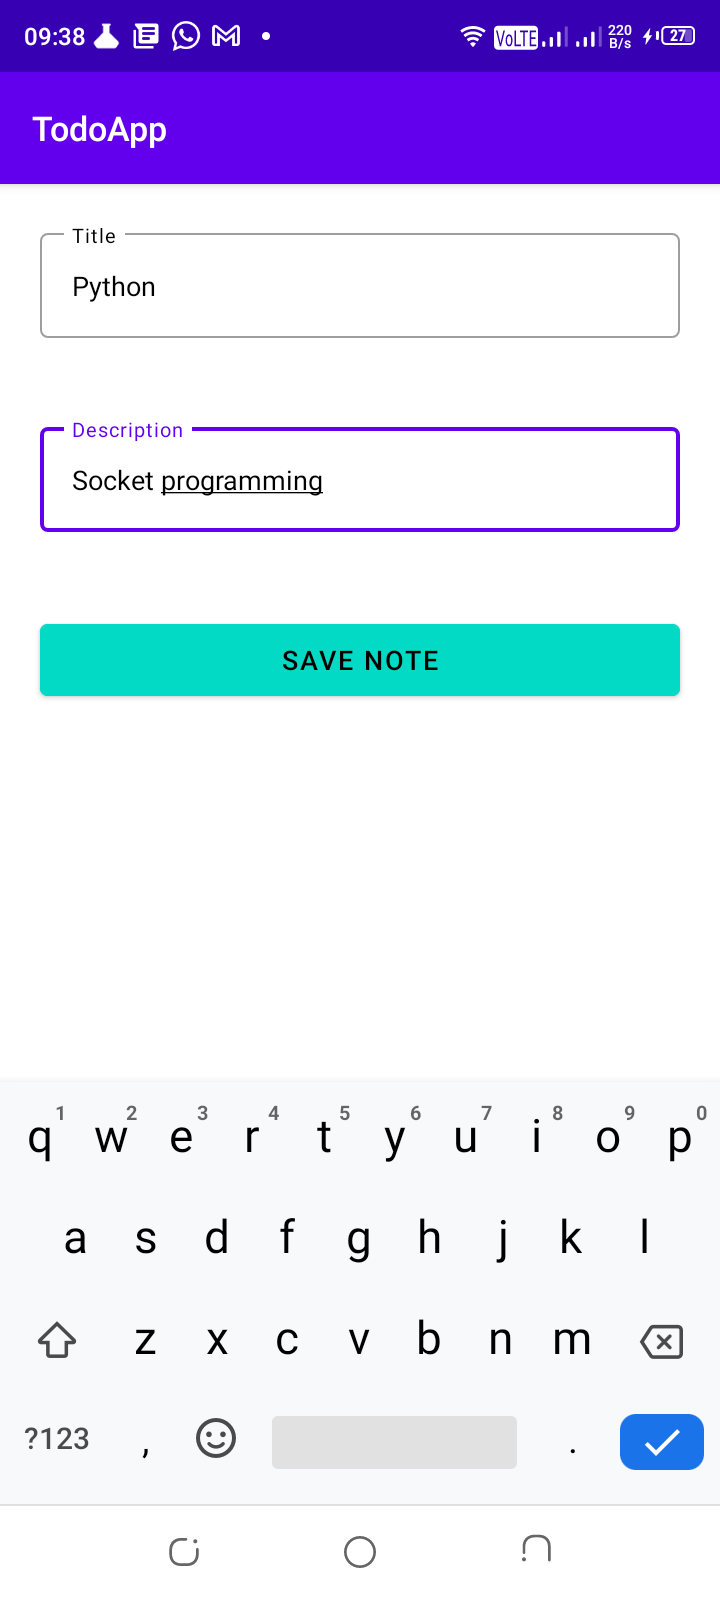 09:38 VoLTE 220 B/s 27
TodoApp
Title
Python
Description
Socket programming
SAVE NOTE
1 2 3 4 5 6 7 8 9 0
q w e r t y u i o p
a s d f g h j k l
z x c v b n m
?123 , .